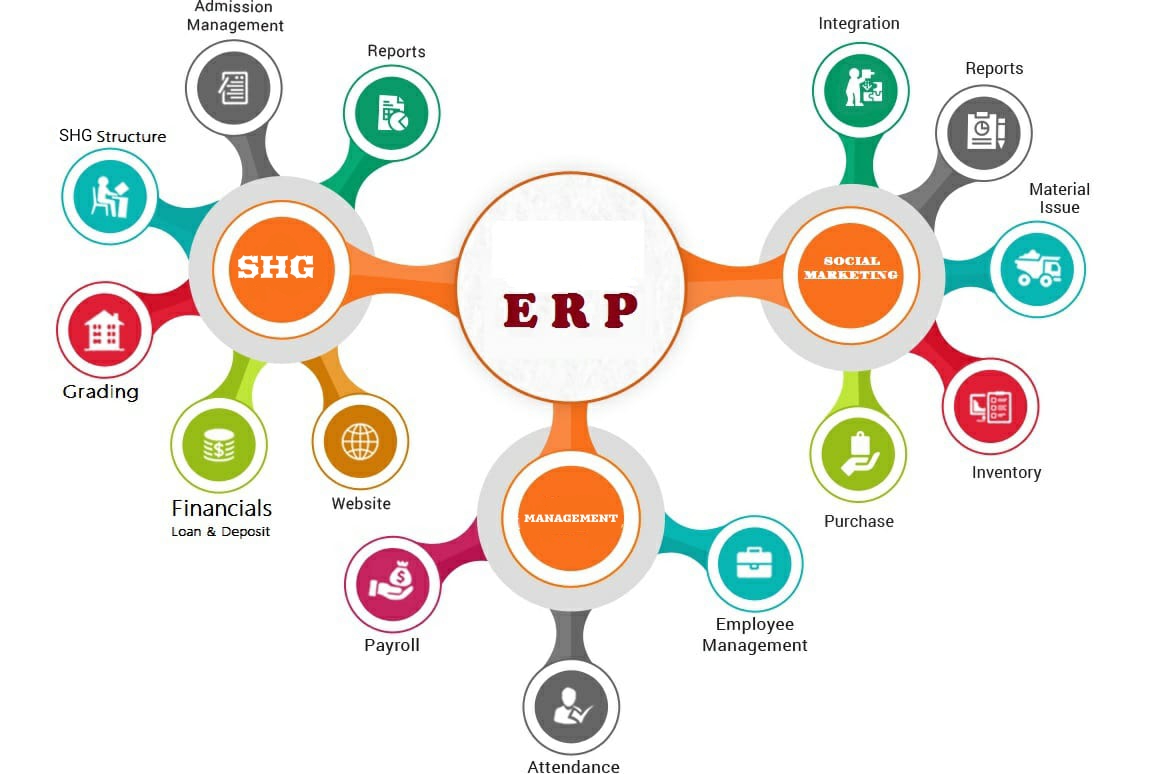 Admission
Management
Reports
SHG Structure
SHG
Grading
Financials
Loan & Deposit
Website
ERP
Integration
Reports
Material
Issue
SOCIAL
MARKETING
Inventory
Purchase
MANAGEMENT
Payroll
Employee
Management
Attendance